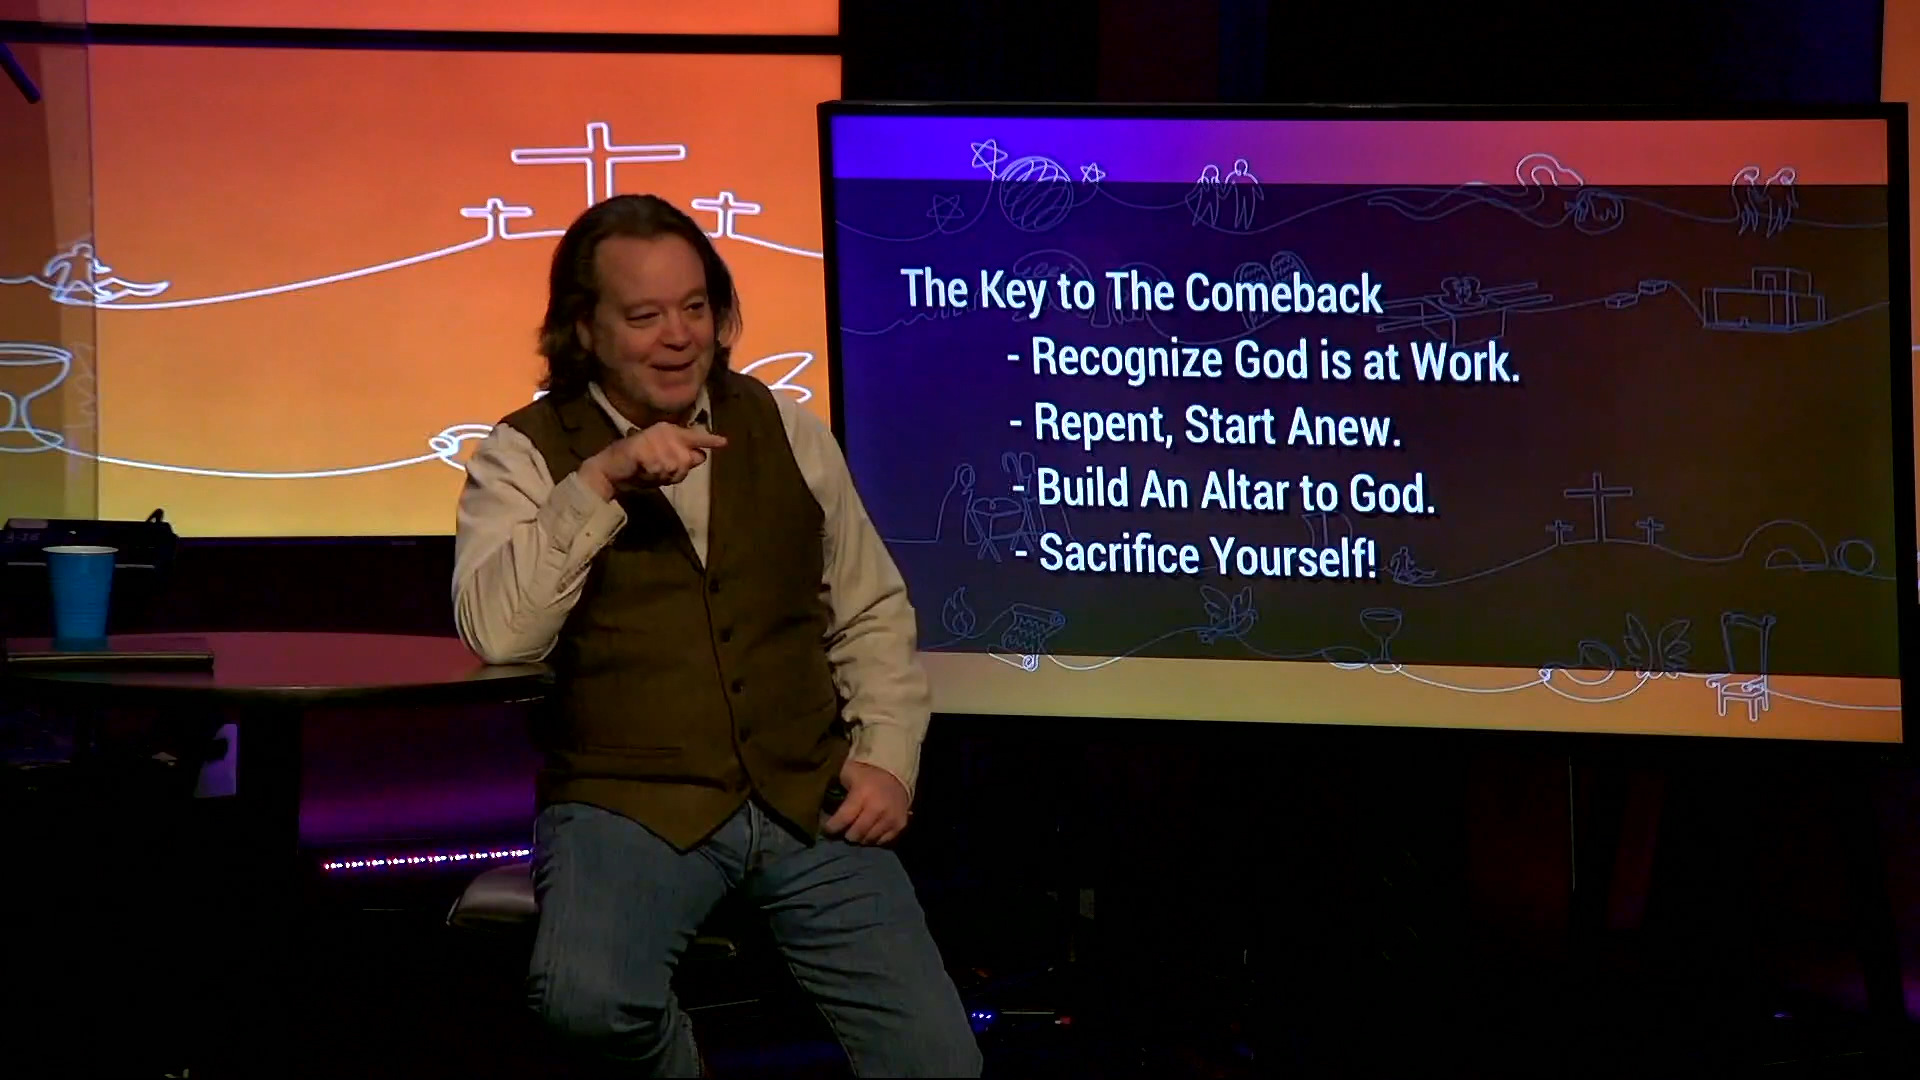 The Key to The Comeback
- Recognize God is at Work.
- Repent, Start Anew.
- Build An Altar to God.
- Sacrifice Yourself!